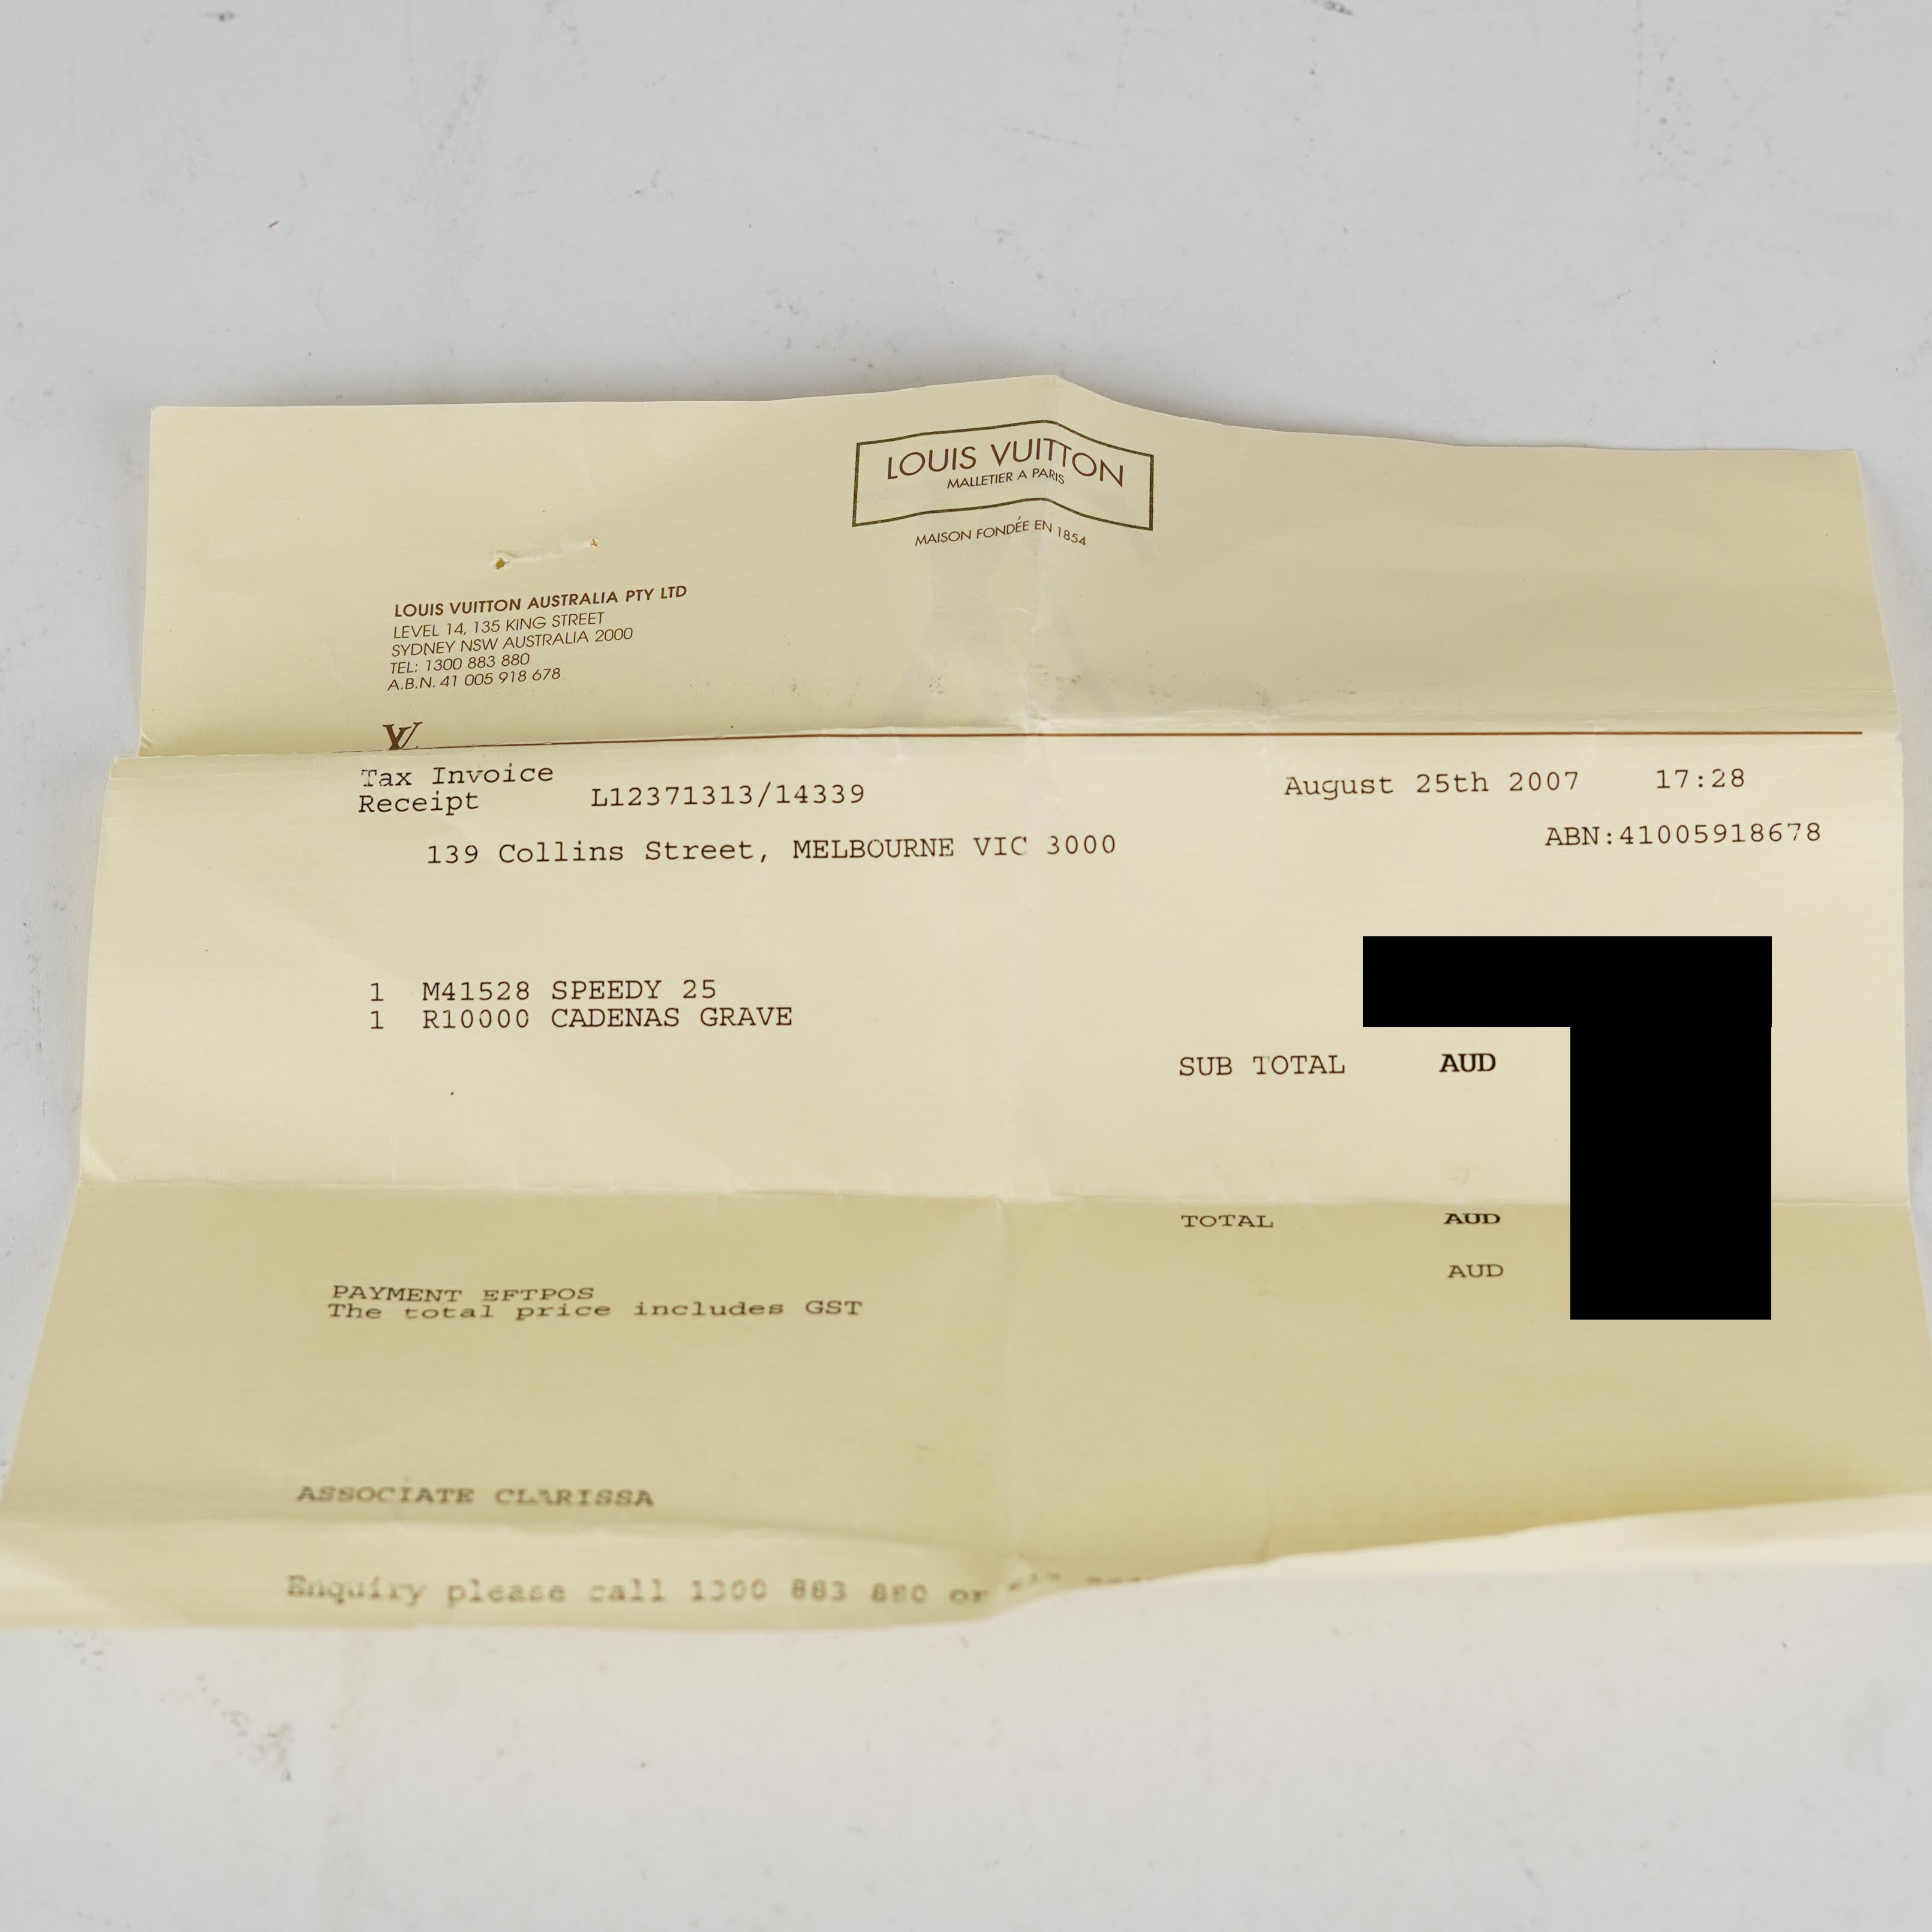 LOUIS VUITTON
MALLETIER A PARIS
MAISON FONDÉE EN 1854
LOUIS VUITTON AUSTRALIA PTY LTD
LEVEL 14, 135 KING STREET
SYDNEY NSW AUSTRALIA 2000
TEL: 1300 883 880
A.B.N. 41 005 918 678
LV
Tax Invoice
Receipt L12371313/14339 August 25th 2007 17:28
139 Collins Street, MELBOURNE VIC 3000 ABN:41005918678
1 M41528 SPEEDY 25
1 R10000 CADENAS GRAVE
SUB TOTAL AUD
TOTAL AUD
AUD
PAYMENT EFTPOS
The total price includes GST
ASSOCIATE CLARISSA
Enquiry please call 1300 883 880 or